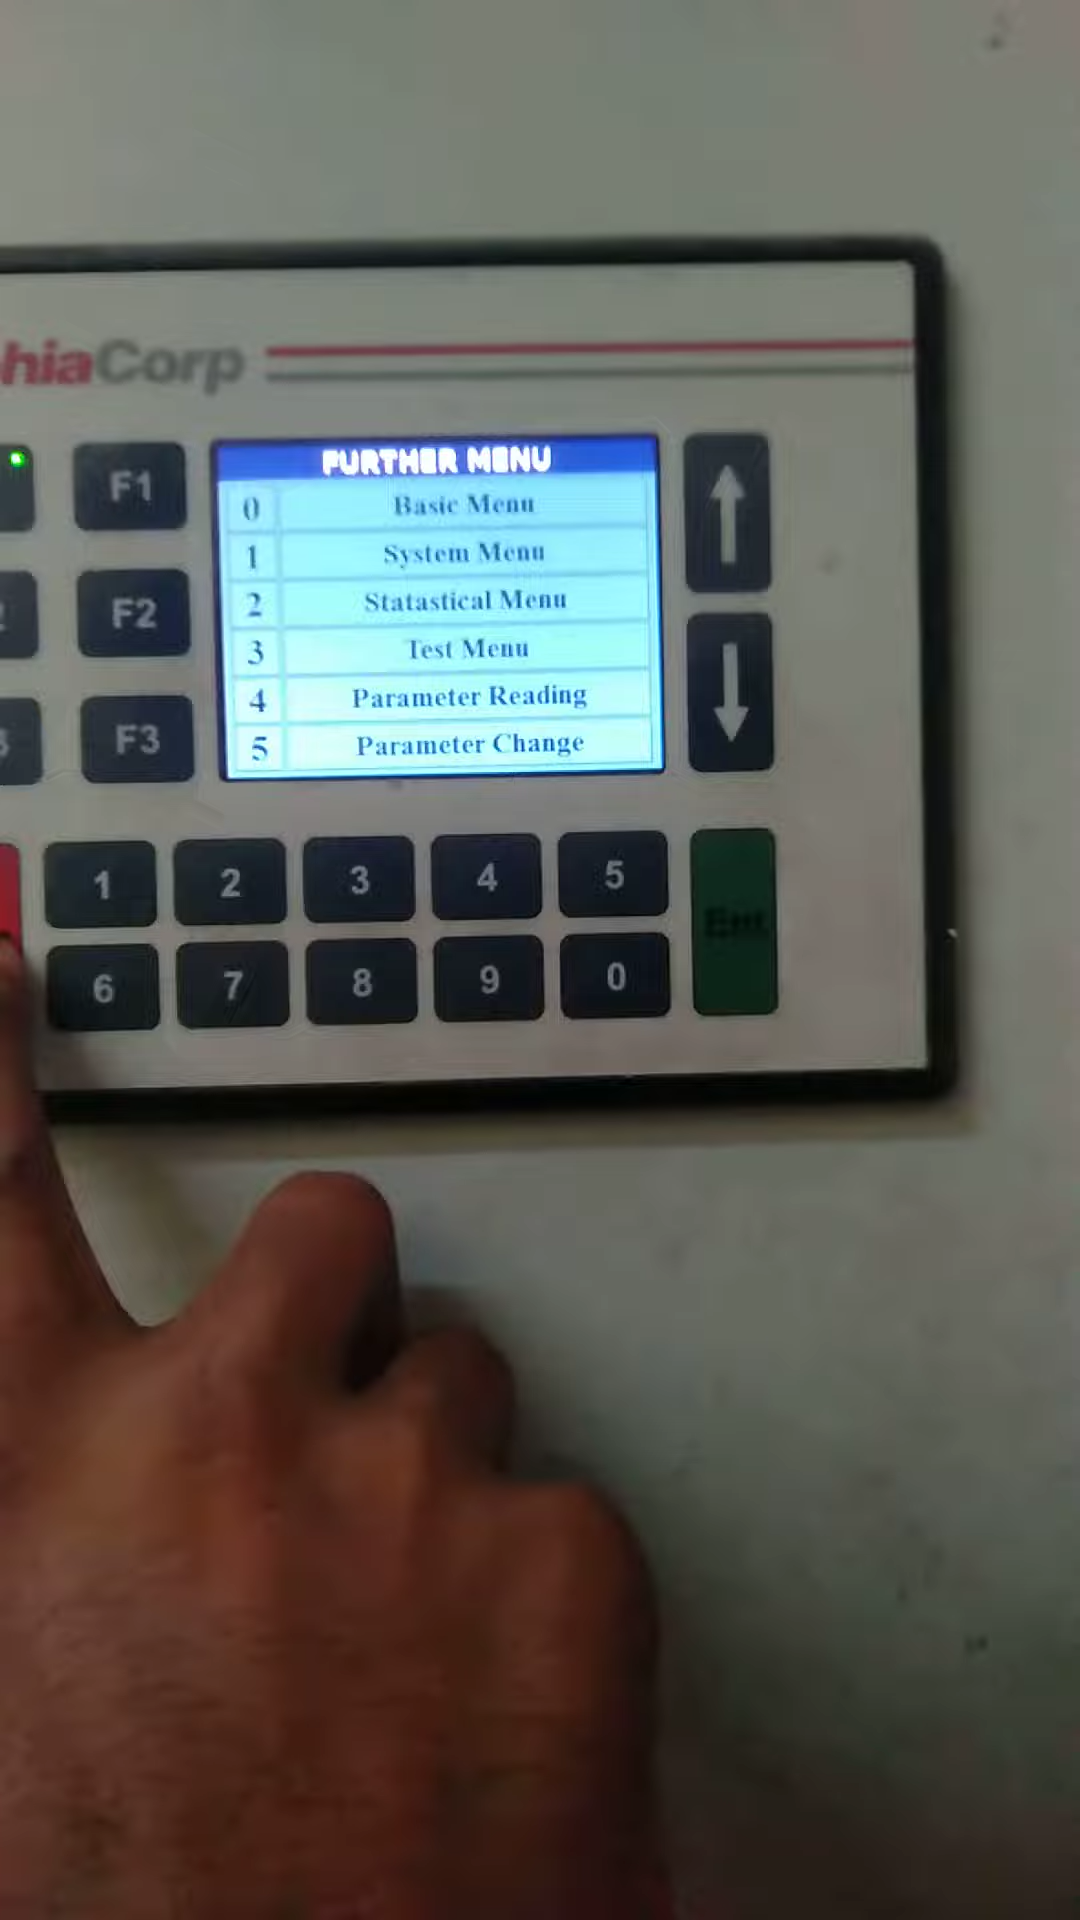 hiaCorp
F1
FURTHER MENU
0 Basic Menu
1 System Menu
2 Statastical Menu
3 Test Menu
4 Parameter Reading
5 Parameter Change
F2
F3
1 2 3 4 5
Ent
6 7 8 9 0